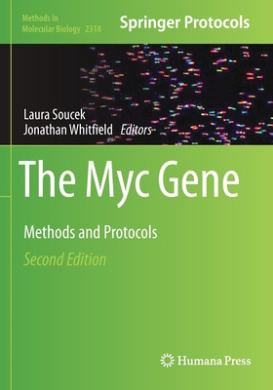 Methods in
Molecular Biology 2318
Springer Protocols
Laura Soucek
Jonathan Whitfield Editors
The Myc Gene
Methods and Protocols
Second Edition
Humana Press